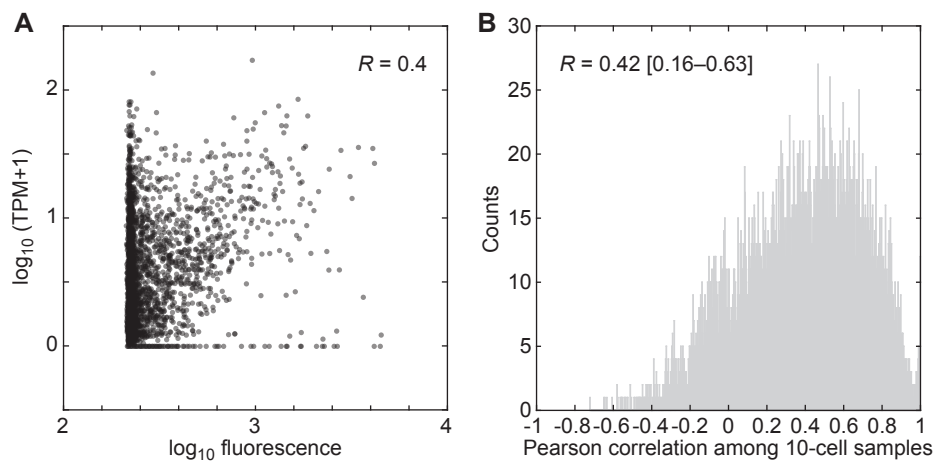 A
R = 0.4
2
1
0
log10 (TPM+1)
2
3
4
log10 fluorescence
B
R = 0.42 [0.16–0.63]
30
25
20
15
10
5
0
Counts
-1 -0.8 -0.6 -0.4 -0.2 0 0.2 0.4 0.6 0.8 1
Pearson correlation among 10-cell samples